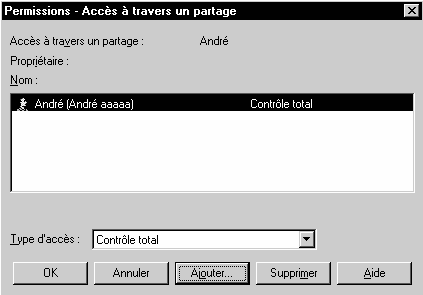 Permissions - Accès à travers un partage
Accès à travers un partage : André
Propriétaire :
Nom :
André (André aaaaa) Contrôle total
Type d'accès : Contrôle total
OK Annuler Ajouter... Supprimer Aide